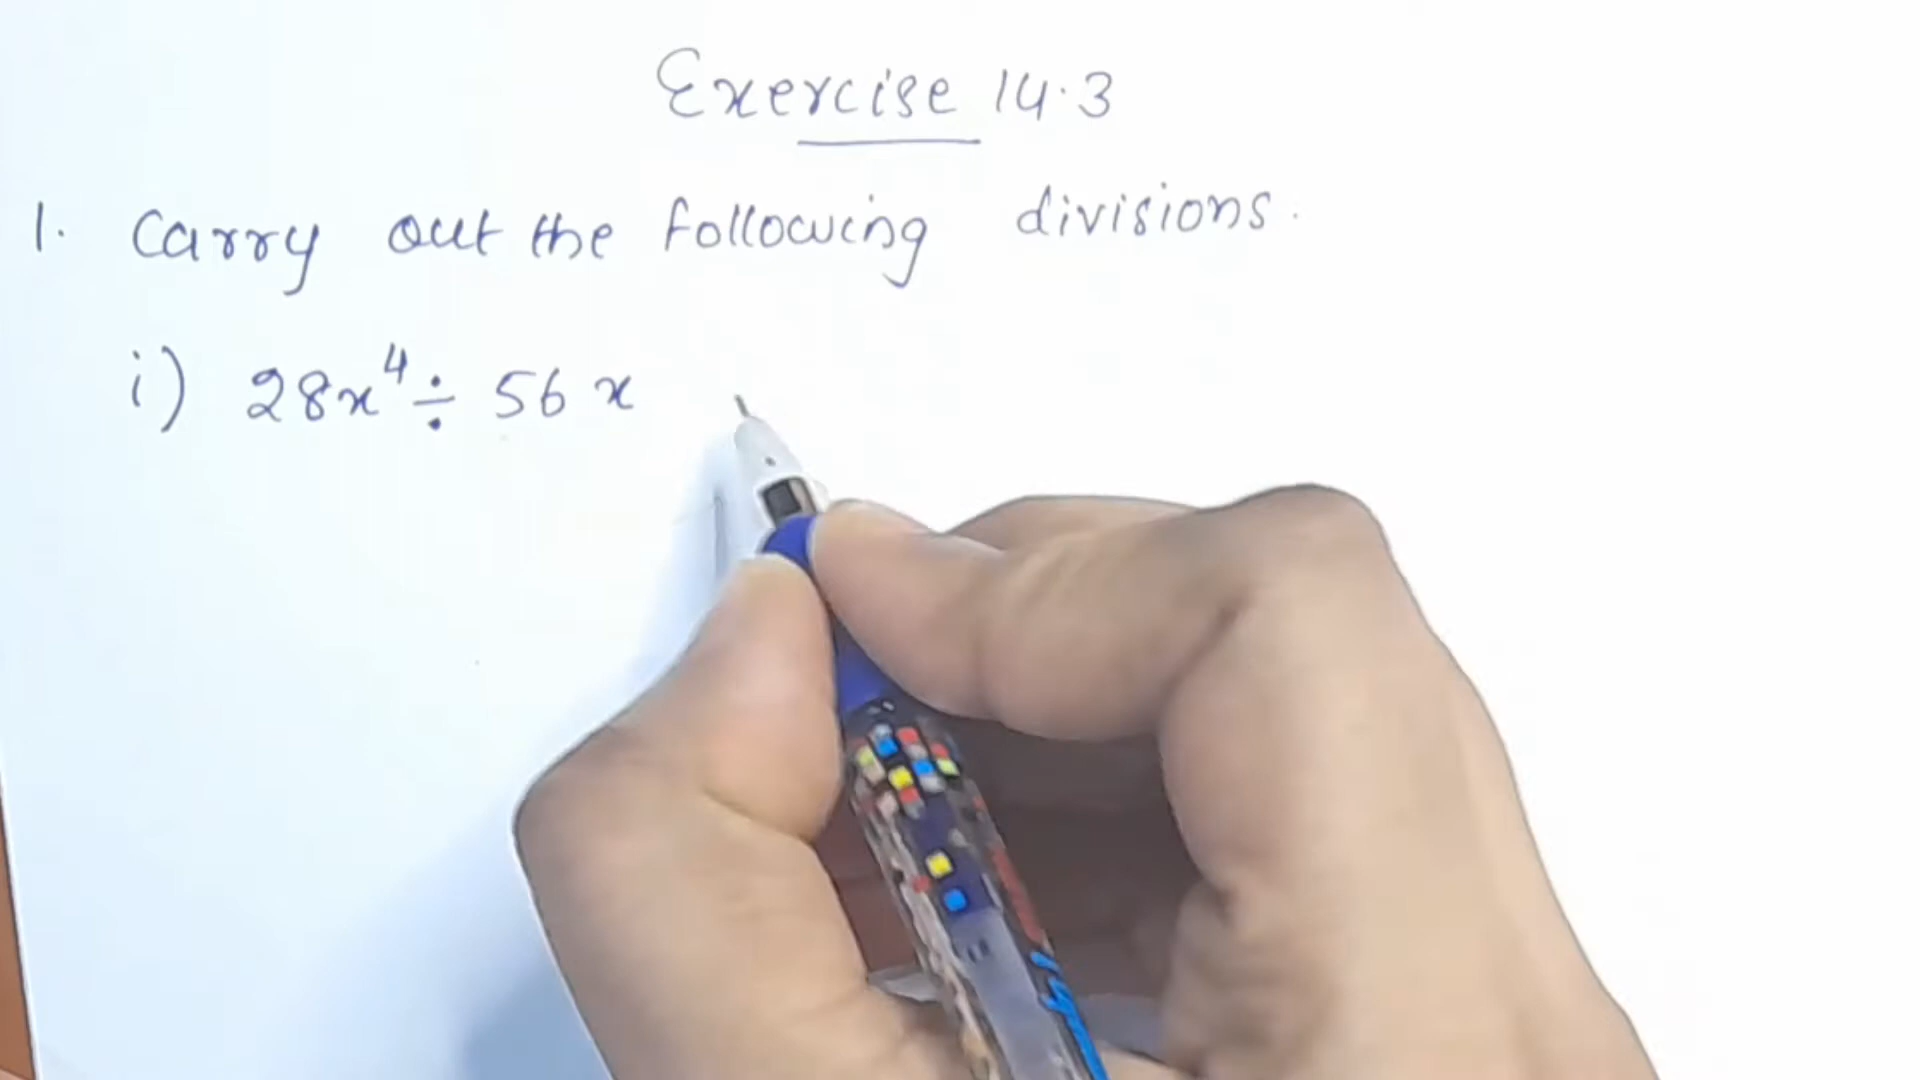 Exercise 14.3
1. Carry out the following divisions.
i) 28x⁴ ÷ 56x